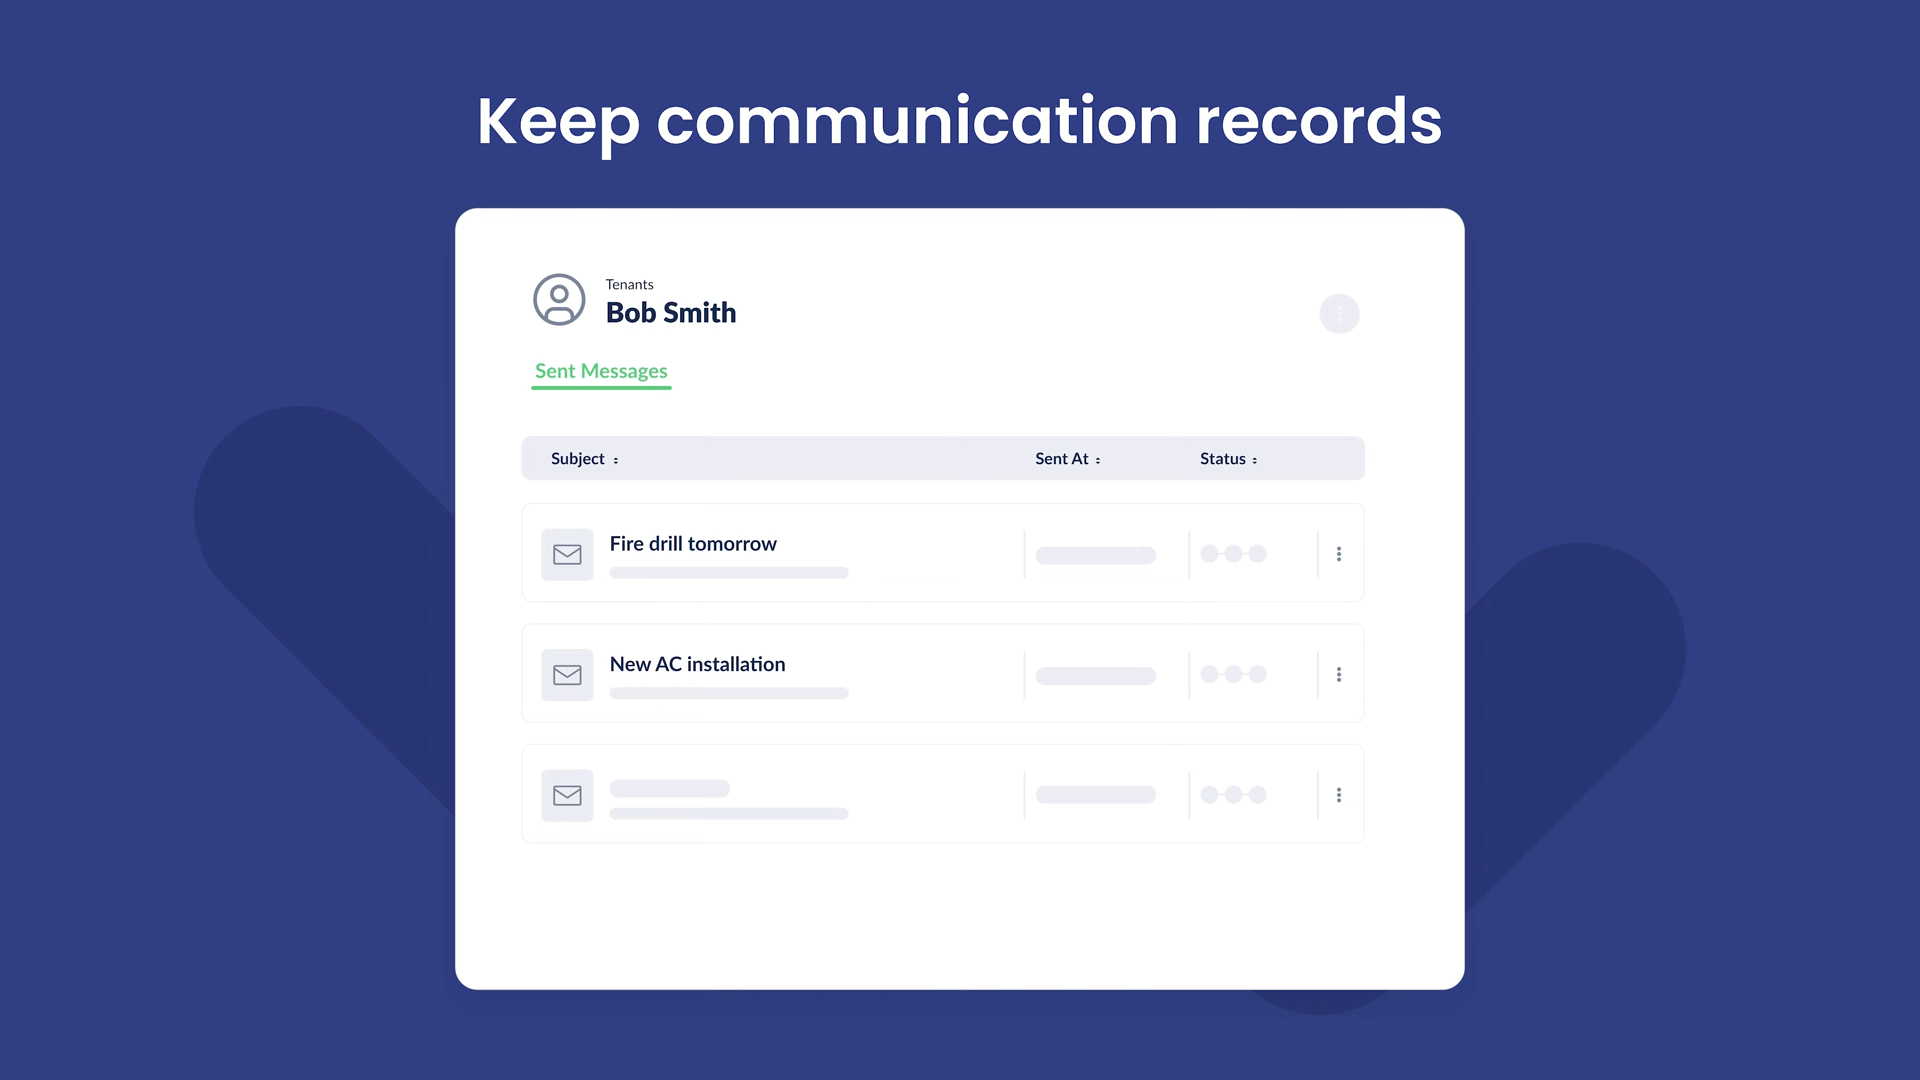 Keep communication records
Tenants
Bob Smith
Sent Messages
Subject Sent At Status
Fire drill tomorrow
New AC installation